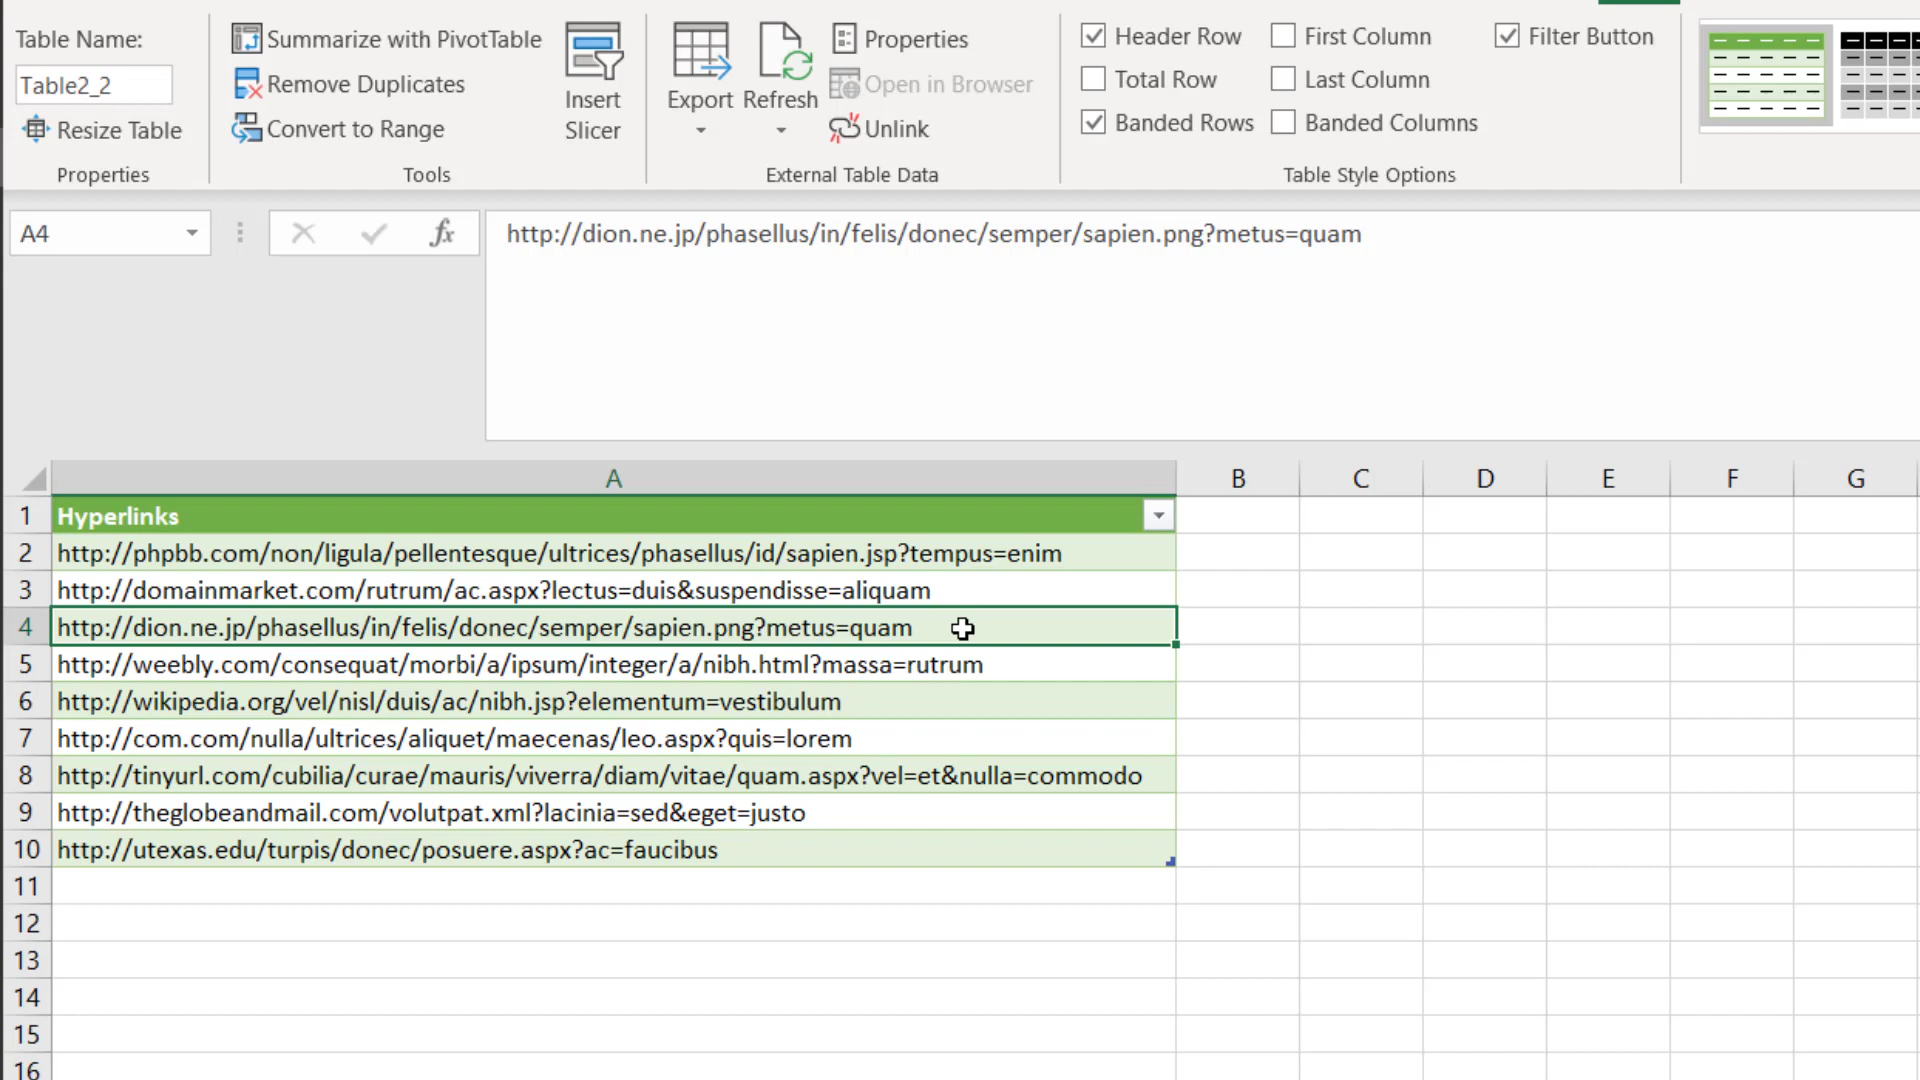 Table Name:
Table2_2
Resize Table
Properties
Summarize with PivotTable
Remove Duplicates
Convert to Range
Tools
Insert
Slicer
Export
Refresh
Properties
Open in Browser
Unlink
External Table Data
Header Row
First Column
Filter Button
Total Row
Last Column
Banded Rows
Banded Columns
Table Style Options
A4
fx
http://dion.ne.jp/phasellus/in/felis/donec/semper/sapien.png?metus=quam
A B C D E F G
1 Hyperlinks
2 http://phpbb.com/non/ligula/pellentesque/ultrices/phasellus/id/sapien.jsp?tempus=enim
3 http://domainmarket.com/rutrum/ac.aspx?lectus=duis&suspendisse=aliquam
4 http://dion.ne.jp/phasellus/in/felis/donec/semper/sapien.png?metus=quam
5 http://weebly.com/consequat/morbi/a/ipsum/integer/a/nibh.html?massa=rutrum
6 http://wikipedia.org/vel/nisl/duis/ac/nibh.jsp?elementum=vestibulum
7 http://com.com/nulla/ultrices/aliquet/maecenas/leo.aspx?quis=lorem
8 http://tinyurl.com/cubilia/curae/mauris/viverra/diam/vitae/quam.aspx?vel=et&nulla=commodo
9 http://theglobeandmail.com/volutpat.xml?lacinia=sed&eget=justo
10 http://utexas.edu/turpis/donec/posuere.aspx?ac=faucibus
11
12
13
14
15
16